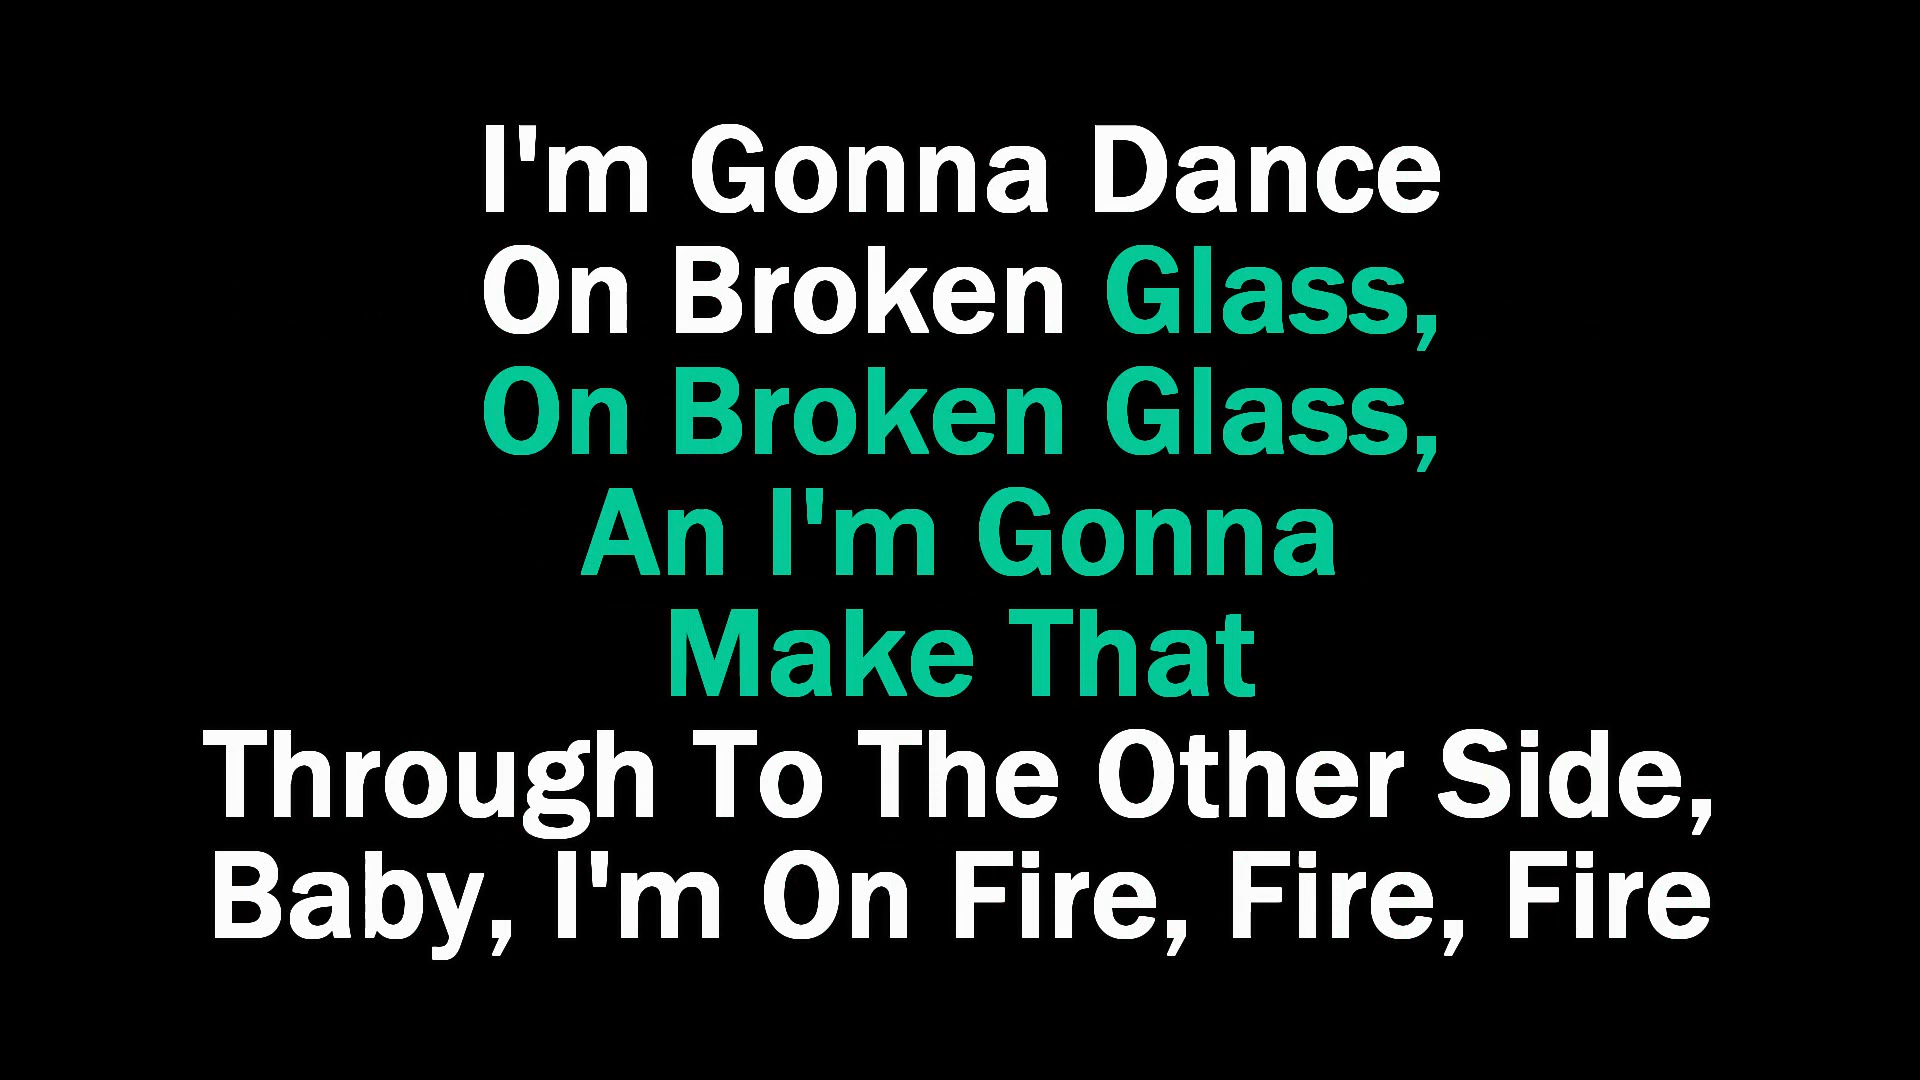 I'm Gonna Dance
On Broken Glass,
On Broken Glass,
An I'm Gonna
Make That
Through To The Other Side,
Baby, I'm On Fire, Fire, Fire